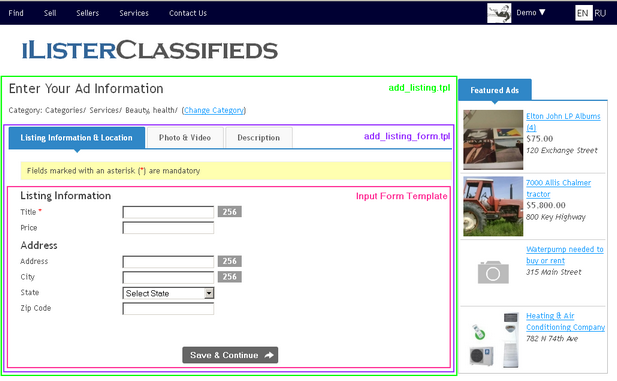 Find Sell Sellers Services Contact Us Demo ▼ EN RU
iListerClassifieds
Enter Your Ad Information
add_listing.tpl
Category: Categories/ Services/ Beauty, health/ (Change Category)
add_listing_form.tpl
Listing Information & Location Photo & Video Description
Fields marked with an asterisk (*) are mandatory
Input Form Template
Listing Information
Title * 256
Price
Address
Address 256
City 256
State Select State
Zip Code
Save & Continue
Featured Ads
Elton John LP Albums
(4)
$75.00
120 Exchange Street
7000 Allis Chalmer
tractor
$5,800.00
800 Key Highway
Waterpump needed to
buy or rent
315 Main Street
Heating & Air
Conditioning Company
782 N 74th Ave